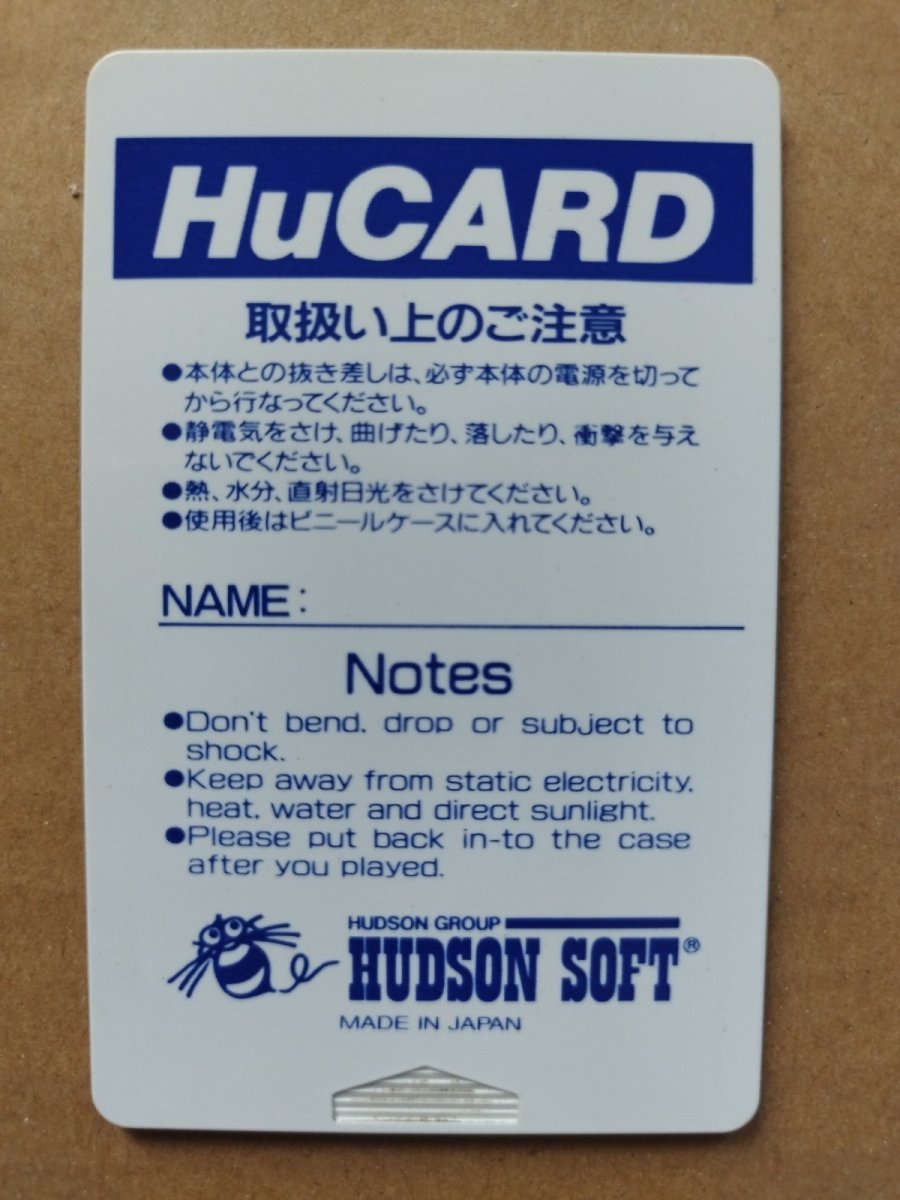 HuCARD
取扱い上のご注意
●本体との抜き差しは、必ず本体の電源を切って
から行なってください。
●静電気をさけ、曲げたり、落したり、衝撃を与え
ないでください。
●熱、水分、直射日光をさけてください。
●使用後はビニールケースに入れてください。
NAME:
Notes
●Don't bend, drop or subject to
shock.
●Keep away from static electricity,
heat, water and direct sunlight.
●Please put back in-to the case
after you played.
HUDSON GROUP
HUDSON SOFT®
MADE IN JAPAN